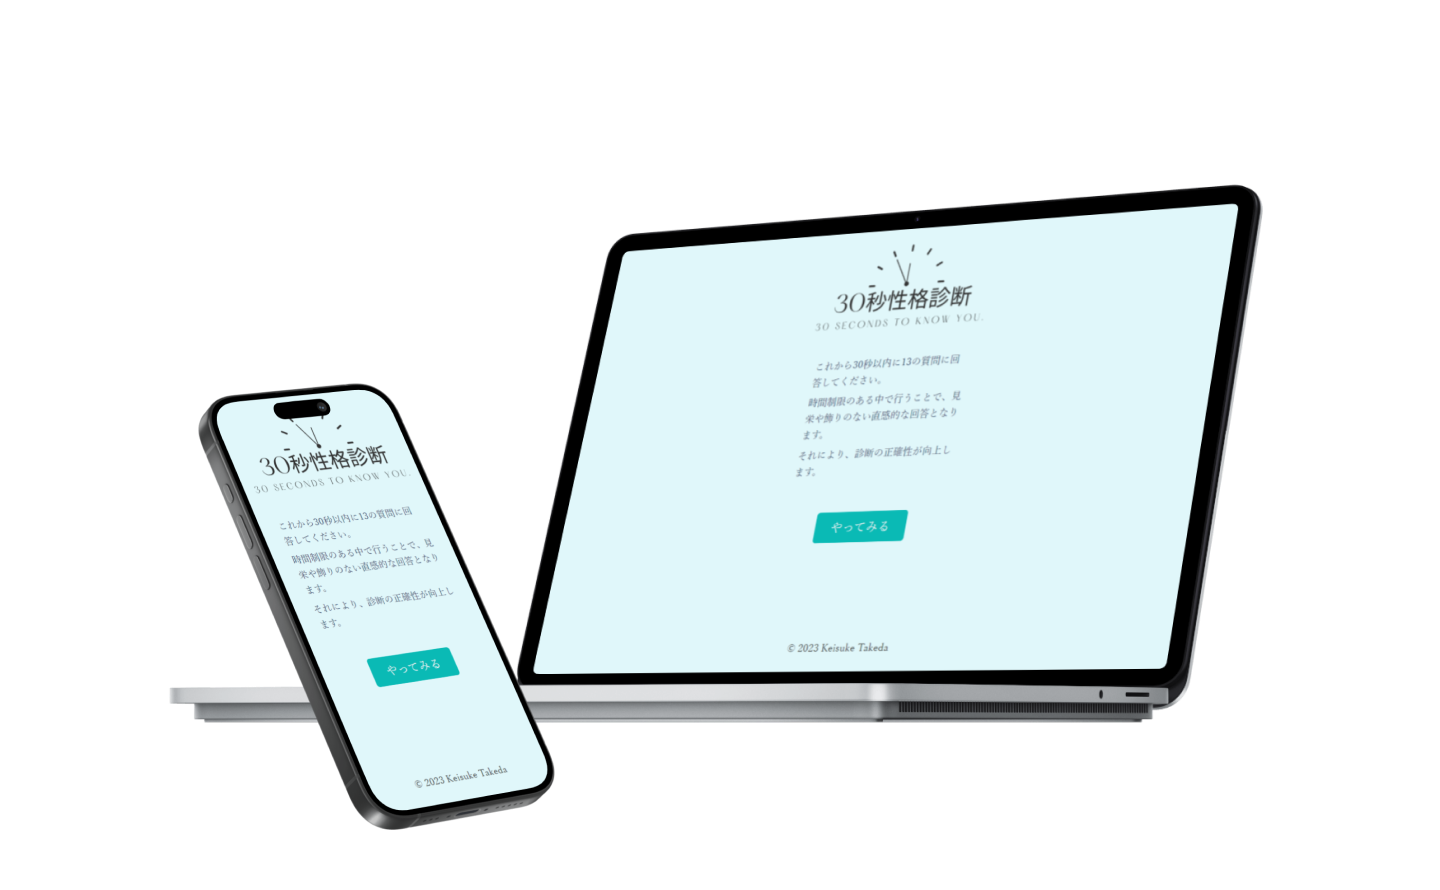 30秒性格診断
30 SECONDS TO KNOW YOU.
これから30秒以内に13の質問に回
答してください。
時間制限のある中で行うことで、見
栄や飾りのない直感的な回答となり
ます。
それにより、診断の正確性が向上し
ます。
やってみる
© 2023 Keisuke Takeda
30秒性格診断
30 SECONDS TO KNOW YOU.
これから30秒以内に13の質問に回
答してください。
時間制限のある中で行うことで、見
栄や飾りのない直感的な回答となり
ます。
それにより、診断の正確性が向上し
ます。
やってみる
© 2023 Keisuke Takeda